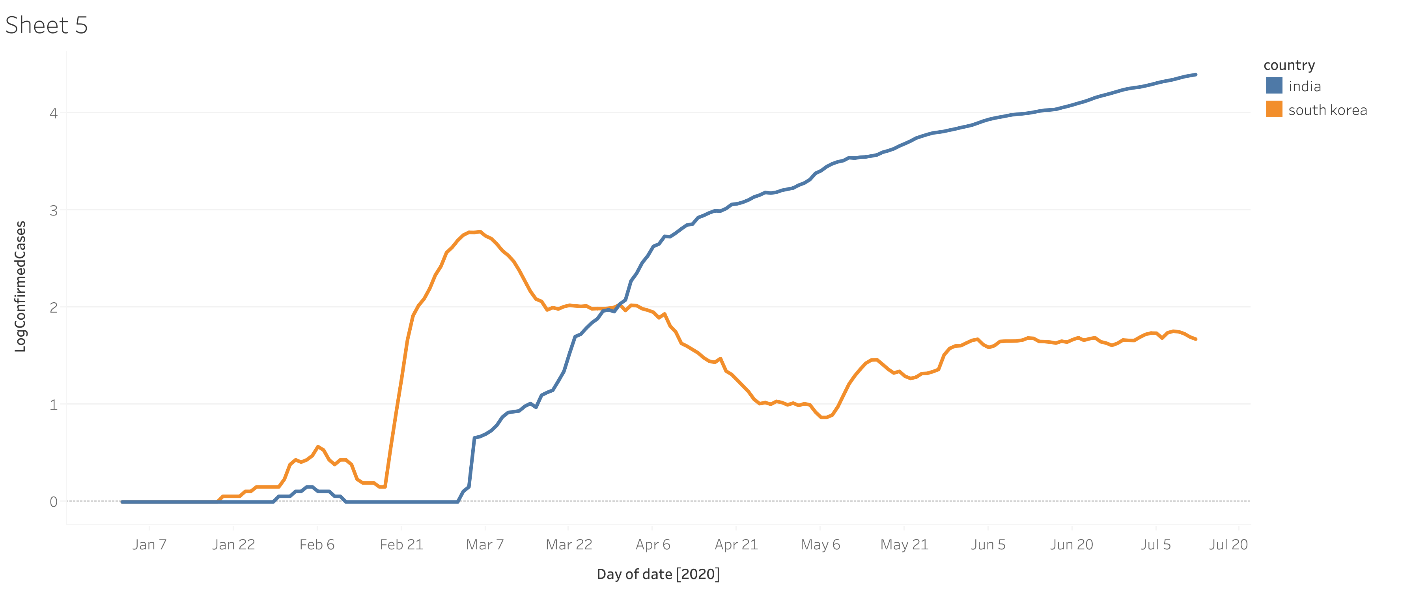 Sheet 5
country
india
south korea
4
3
2
1
0
LogConfirmedCases
Jan 7 Jan 22 Feb 6 Feb 21 Mar 7 Mar 22 Apr 6 Apr 21 May 6 May 21 Jun 5 Jun 20 Jul 5 Jul 20
Day of date [2020]